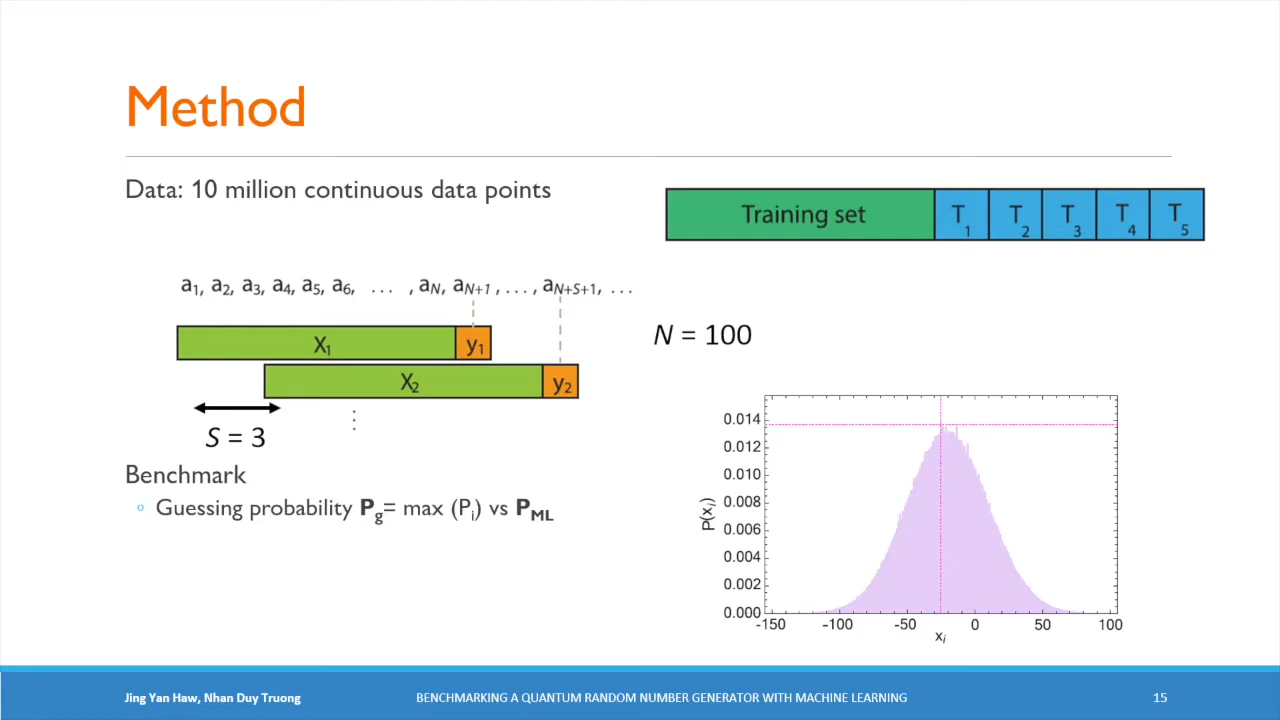 Method
Data: 10 million continuous data points
Training set T1 T2 T3 T4 T5
a1, a2, a3, a4, a5, a6, ... , aN, aN+1 , ... , aN+S+1, ...
X1 y1
X2 y2
S = 3
N = 100
Benchmark
Guessing probability Pg= max (Pi) vs PML
P(xi)
0.014
0.012
0.010
0.008
0.006
0.004
0.002
0.000
-150 -100 -50 0 50 100
xi
Jing Yan Haw, Nhan Duy Truong BENCHMARKING A QUANTUM RANDOM NUMBER GENERATOR WITH MACHINE LEARNING 15